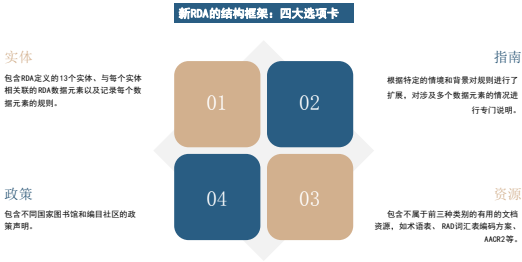 新RDA的结构框架：四大选项卡
实体
包含RDA定义的13个实体、与每个实体
相关联的RDA数据元素以及记录每个数
据元素的规则。
01
02
指南
根据特定的情境和背景对规则进行了
扩展，对涉及多个数据元素的情况进
行专门说明。
政策
包含不同国家图书馆和编目社区的政
策声明。
04
03
资源
包含不属于前三种类别的有用的文档
资源，如术语表、RAD词汇表编码方案、
AACR2等。